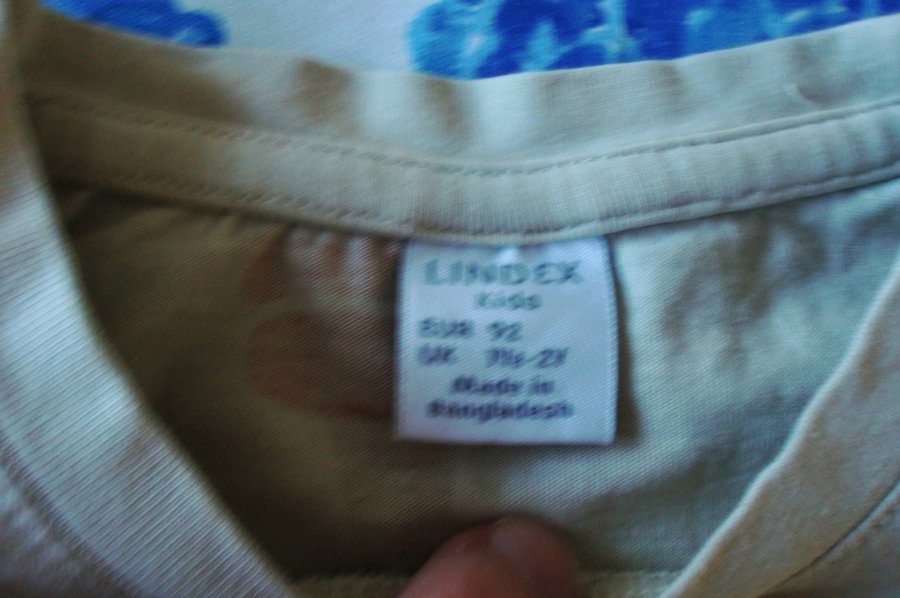 LINDEX
Kids
EUR 92
UK 1½-2Y
Made in
Bangladesh